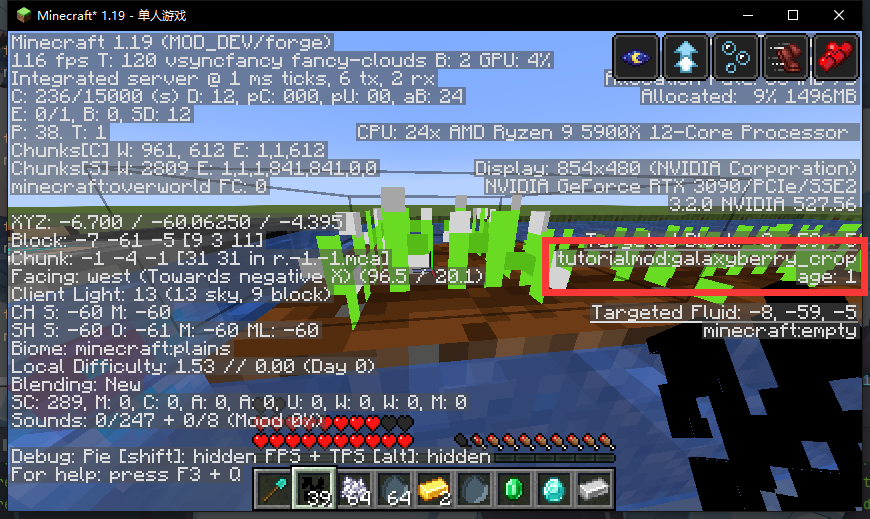 Minecraft* 1.19 - 单人游戏
Minecraft 1.19 (MOD_DEV/forge)
116 fps T: 120 vsyncfancy fancy-clouds B: 2 GPU: 4%
Integrated server @ 1 ms ticks, 6 tx, 2 rx
C: 236/15000 (s) D: 12, pC: 000, pU: 00, aB: 24
E: 0/1, B: 0, SD: 12
P: 38. T: 1
Chunks[C] W: 961, 612 E: 1,1,612
Chunks[S] W: 2809 E: 1,1,1,841,841,0,0
minecraft:overworld FC: 0
Allocated: 9% 1496MB
CPU: 24x AMD Ryzen 9 5900X 12-Core Processor
Display: 854x480 (NVIDIA Corporation)
NVIDIA GeForce RTX 3090/PCIe/SSE2
3.2.0 NVIDIA 527.56
XYZ: -6.700 / -60.06250 / -4.395
Block: -7 -61 -5 [9 3 11]
Chunk: -1 -4 -1 [31 31 in r.-1.-1.mca]
Facing: west (Towards negative X) (96.5 / 20.1)
Client Light: 13 (13 sky, 9 block)
CH S: -60 M: -60
SH S: -60 O: -61 M: -60 ML: -60
Biome: minecraft:plains
Local Difficulty: 1.53 // 0.00 (Day 0)
Blending: New
SC: 289, M: 0, C: 0, A: 0, A: 0, U: 0, W: 0, W: 0, M: 0
Sounds: 0/247 + 0/8 (Mood 0%)
Debug: Pie [shift]: hidden FPS + TPS [alt]: hidden
For help: press F3 + Q
Targeted Block:
tutorialmod:galaxyberry_crop
age: 1
Targeted Fluid: -8, -59, -5
minecraft:empty
39
64
64
2